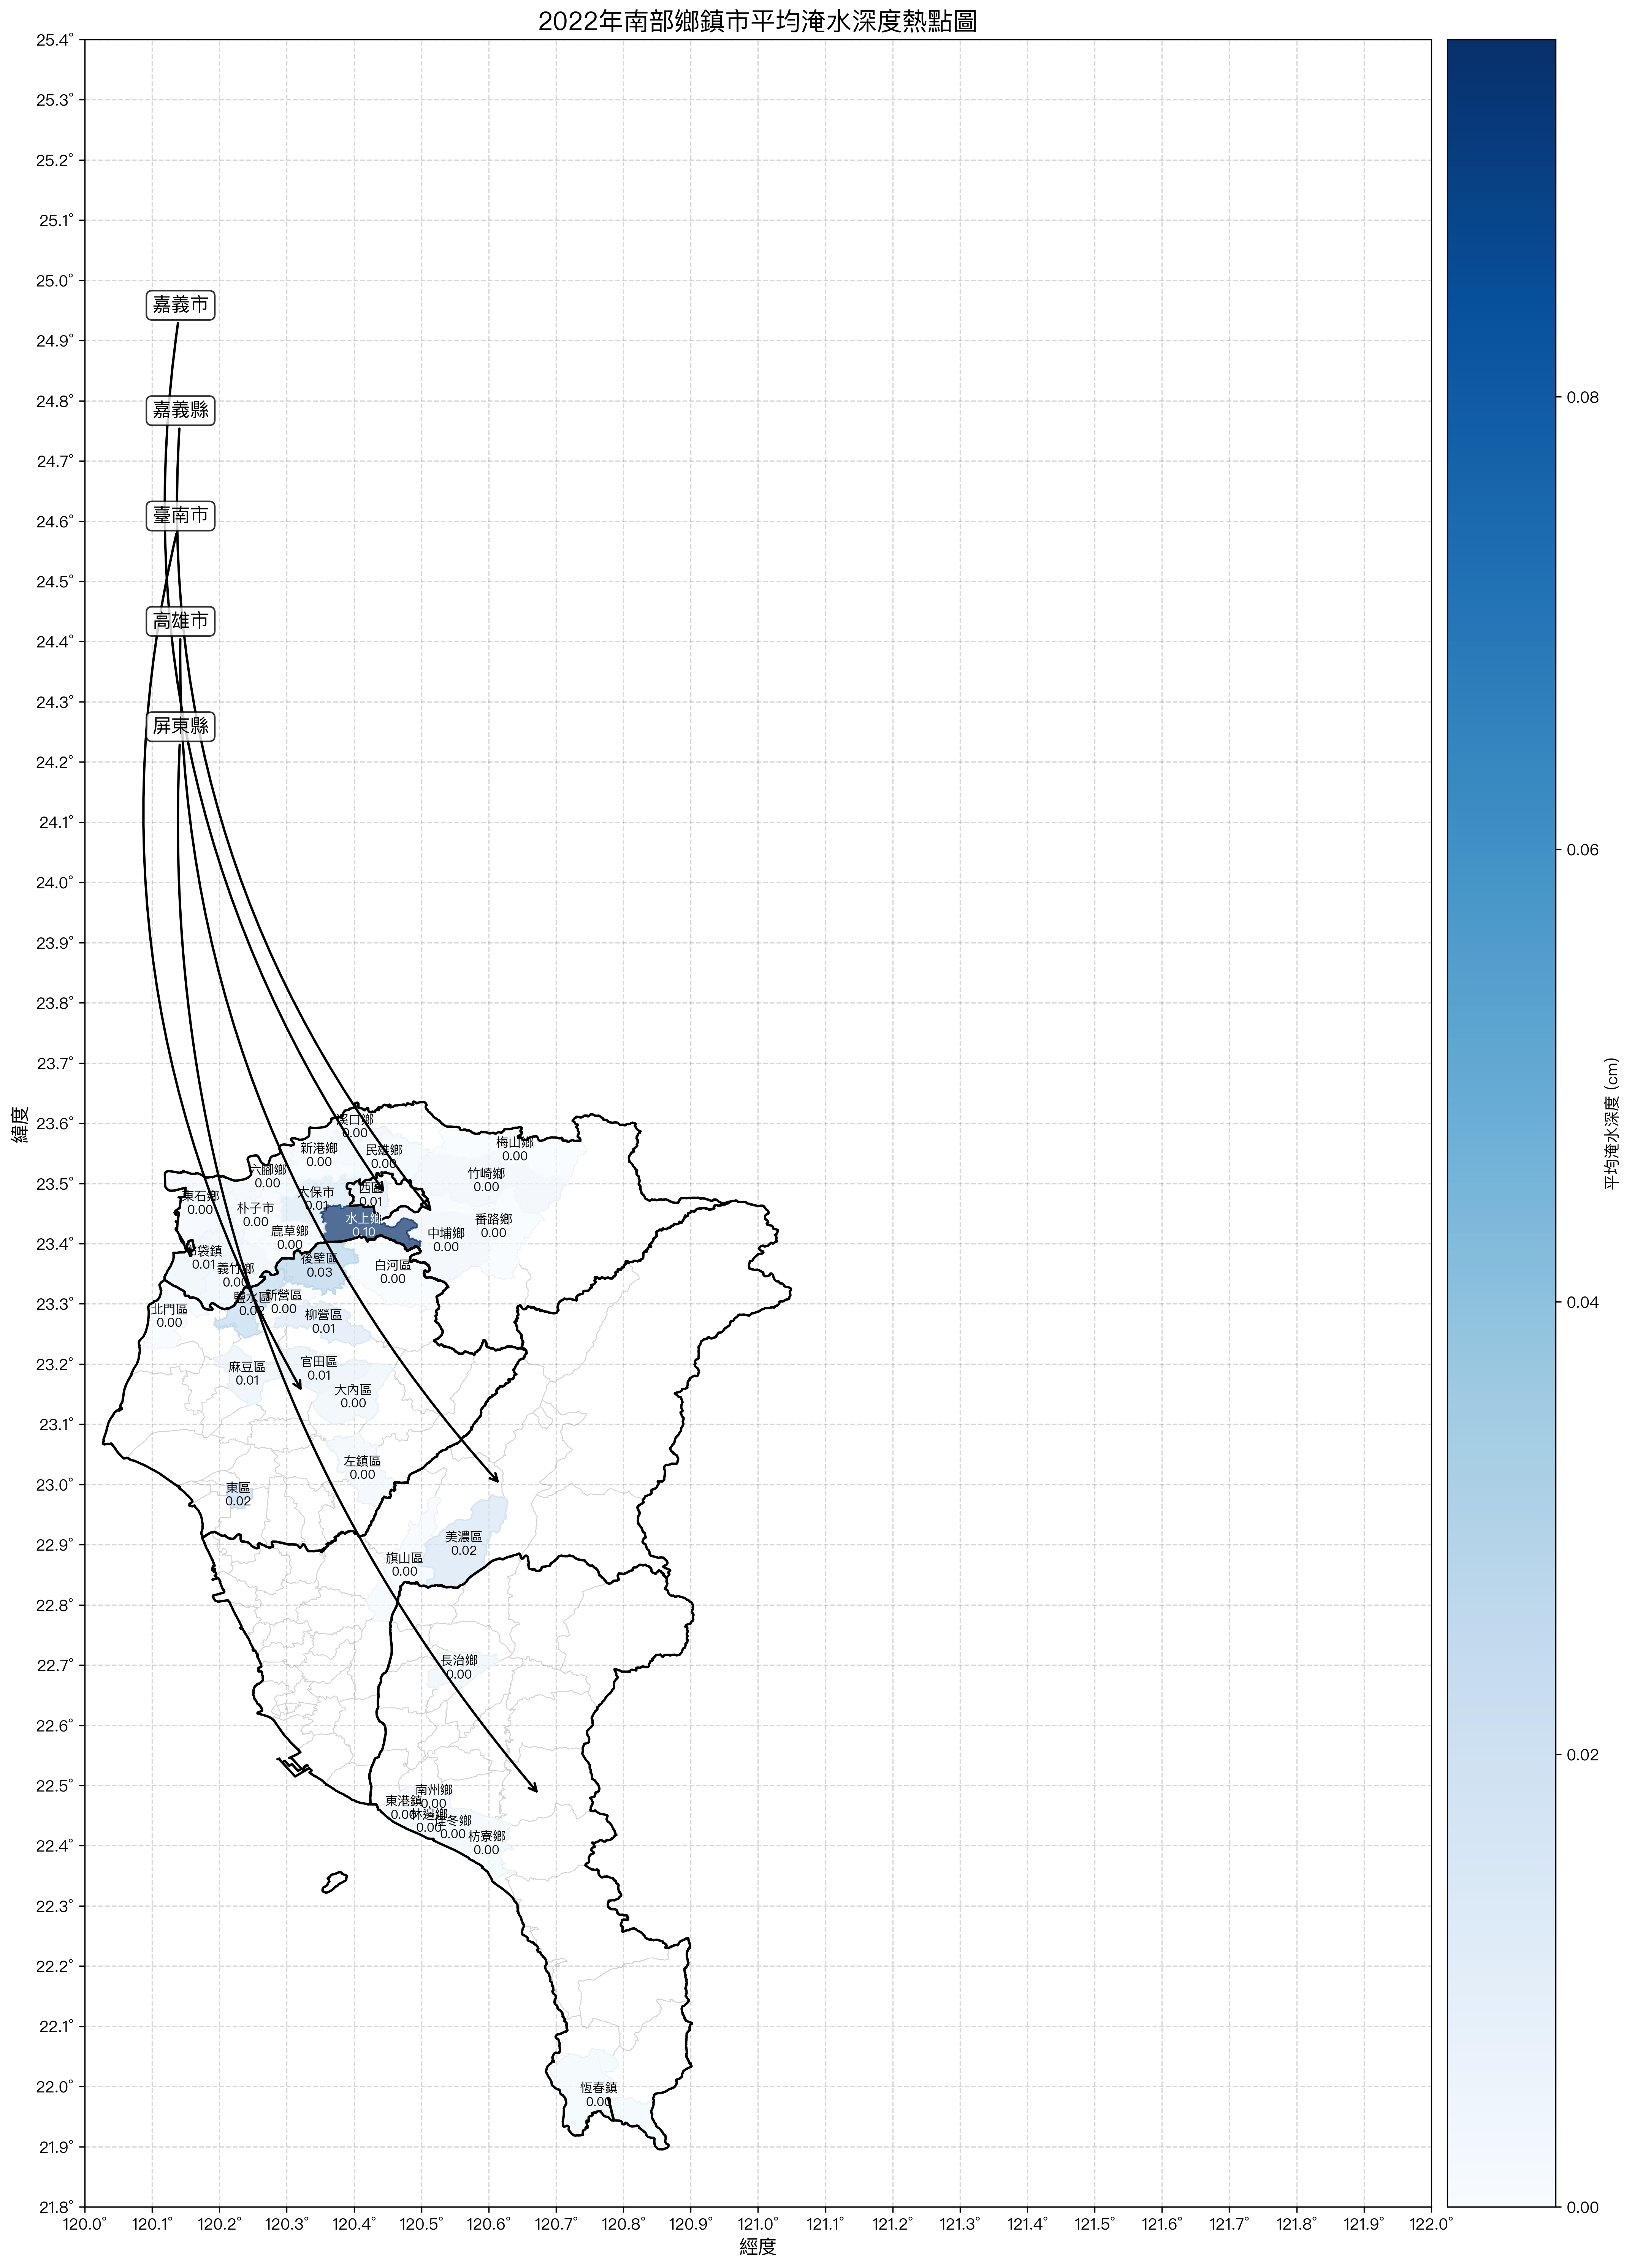 2022年南部鄉鎮市平均淹水深度熱點圖
25.4°
25.3°
25.2°
25.1°
25.0°
24.9°
24.8°
24.7°
24.6°
24.5°
24.4°
24.3°
24.2°
24.1°
24.0°
23.9°
23.8°
23.7°
23.6°
23.5°
23.4°
23.3°
23.2°
23.1°
23.0°
22.9°
22.8°
22.7°
22.6°
22.5°
22.4°
22.3°
22.2°
22.1°
22.0°
21.9°
21.8°
緯度
嘉義市
嘉義縣
臺南市
高雄市
屏東縣
溪口鄉
0.00
新港鄉
0.00
民雄鄉
0.00
梅山鄉
0.00
六腳鄉
0.00
竹崎鄉
0.00
太保市
0.01
西區
0.01
東石鄉
0.00
朴子市
0.00
水上鄉
0.10
番路鄉
0.00
鹿草鄉
0.00
中埔鄉
0.00
布袋鎮
0.01
後壁區
0.03
白河區
0.00
義竹鄉
0.00
鹽水區
0.02
新營區
0.00
北門區
0.00
柳營區
0.01
麻豆區
0.01
官田區
0.01
大內區
0.00
左鎮區
0.00
東區
0.02
美濃區
0.02
旗山區
0.00
長治鄉
0.00
南州鄉
0.00
東港鎮
0.00
林邊鄉
0.00
佳冬鄉
0.00
枋寮鄉
0.00
恆春鎮
0.00
120.0°
120.1°
120.2°
120.3°
120.4°
120.5°
120.6°
120.7°
120.8°
120.9°
121.0°
121.1°
121.2°
121.3°
121.4°
121.5°
121.6°
121.7°
121.8°
121.9°
122.0°
經度
0.08
0.06
0.04
0.02
0.00
平均淹水深度 (cm)